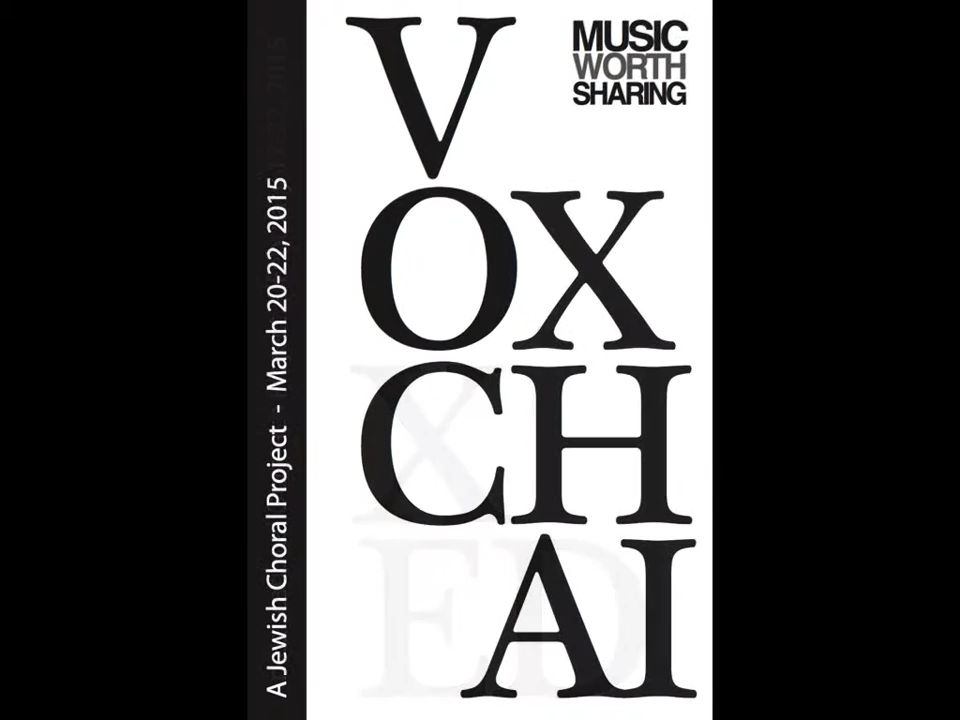 V
MUSIC
WORTH
SHARING
OX
CH
AI
A Jewish Choral Project - March 20-22, 2015